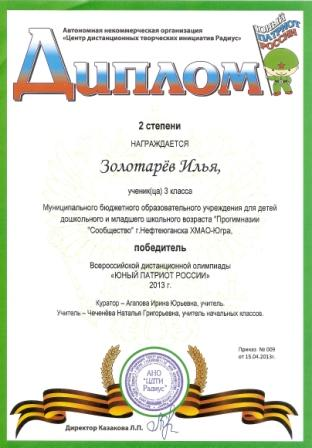 Автономная некоммерческая организация
"Центр дистанционных творческих инициатив Радиус"
ЮНЫЙ
ПАТРИОТ
РОССИИ
Диплом
2 степени
НАГРАЖДАЕТСЯ
Золотарёв Илья,
ученик(ца) 3 класса
Муниципального бюджетного образовательного учреждения для детей
дошкольного и младшего школьного возраста "Прогимназии
"Сообщество" г.Нефтеюганска ХМАО-Югра,
победитель
Всероссийской дистанционной олимпиады
«ЮНЫЙ ПАТРИОТ РОССИИ»
2013 г.
Куратор – Агапова Ирина Юрьевна, учитель.
Учитель – Чеченёва Наталья Григорьевна, учитель начальных классов.
Приказ № 009
от 15.04.2013г.
АНО
"ЦДТИ
Радиус"
Директор Казакова Л.П.